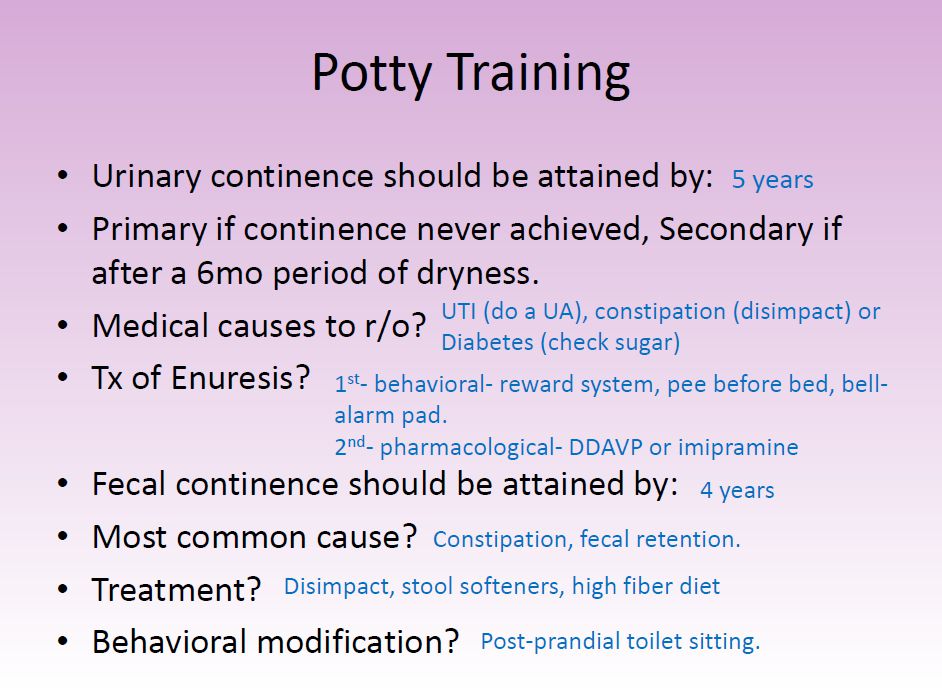 Potty Training
• Urinary continence should be attained by: 5 years
• Primary if continence never achieved, Secondary if
after a 6mo period of dryness.
• Medical causes to r/o? UTI (do a UA), constipation (disimpact) or
Diabetes (check sugar)
• Tx of Enuresis? 1st- behavioral- reward system, pee before bed, bell-
alarm pad.
2nd- pharmacological- DDAVP or imipramine
• Fecal continence should be attained by: 4 years
• Most common cause? Constipation, fecal retention.
• Treatment? Disimpact, stool softeners, high fiber diet
• Behavioral modification? Post-prandial toilet sitting.